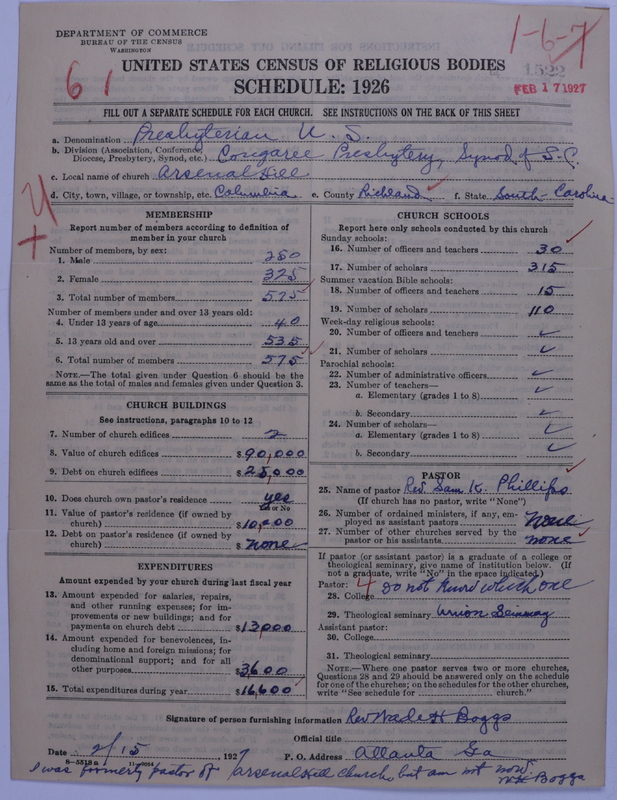 DEPARTMENT OF COMMERCE
BUREAU OF THE CENSUS
WASHINGTON
1-6-7
1522
FEB 17 1927
61
UNITED STATES CENSUS OF RELIGIOUS BODIES
SCHEDULE: 1926
FILL OUT A SEPARATE SCHEDULE FOR EACH CHURCH. SEE INSTRUCTIONS ON THE BACK OF THIS SHEET
a. Denomination Presbyterian U. S.
b. Division (Association, Conference, Diocese, Presbytery, Synod, etc.) Congaree Presbytery, Synod of S.C.
c. Local name of church Arsenal Hill
d. City, town, village, or township, etc. Columbia e. County Richland f. State South Carolina
MEMBERSHIP
Report number of members according to definition of
member in your church
Number of members, by sex:
1. Male 250
2. Female 325
3. Total number of members 575
Number of members under and over 13 years old:
4. Under 13 years of age 40
5. 13 years old and over 535
6. Total number of members 575
NOTE.—The total given under Question 6 should be the
same as the total of males and females given under Question 3.
CHURCH BUILDINGS
See instructions, paragraphs 10 to 12
7. Number of church edifices 2
8. Value of church edifices $ 90,000
9. Debt on church edifices $ 25,000
10. Does church own pastor's residence yes
Yes or No
11. Value of pastor's residence (if owned by
church) $ 10,000
12. Debt on pastor's residence (if owned by
church) $ none
EXPENDITURES
Amount expended by your church during last fiscal year
13. Amount expended for salaries, repairs,
and other running expenses; for im-
provements or new buildings; and for
payments on church debt $ 13,000
14. Amount expended for benevolences, in-
cluding home and foreign missions; for
denominational support; and for all
other purposes $ 3,600
15. Total expenditures during year $ 16,600
CHURCH SCHOOLS
Report here only schools conducted by this church
Sunday schools:
16. Number of officers and teachers 30
17. Number of scholars 315
Summer vacation Bible schools:
18. Number of officers and teachers 15
19. Number of scholars 110
Week-day religious schools:
20. Number of officers and teachers ✓
21. Number of scholars ✓
Parochial schools:
22. Number of administrative officers ✓
23. Number of teachers—
a. Elementary (grades 1 to 8) ✓
b. Secondary ✓
24. Number of scholars—
a. Elementary (grades 1 to 8) ✓
b. Secondary ✓
PASTOR
25. Name of pastor Rev. Sam K. Phillips
(If church has no pastor, write "None")
26. Number of ordained ministers, if any, em-
ployed as assistant pastors none
27. Number of other churches served by the
pastor or his assistants none
If pastor (or assistant pastor) is a graduate of a college or
theological seminary, give name of institution below. (If
not a graduate, write "No" in the space indicated.)
Pastor:
28. College Do not know which one
29. Theological seminary Union Seminary
Assistant pastor:
30. College
31. Theological seminary
NOTE.—Where one pastor serves two or more churches,
Questions 28 and 29 should be answered only on the schedule
for one of the churches; on the schedules for the other churches,
write "See schedule for church."
Signature of person furnishing information Rev Wade H Boggs
Official title
Date 2/15, 1927 P. O. Address Atlanta Ga
I was formerly pastor of Arsenal Hill church, but am not now. W.H. Boggs